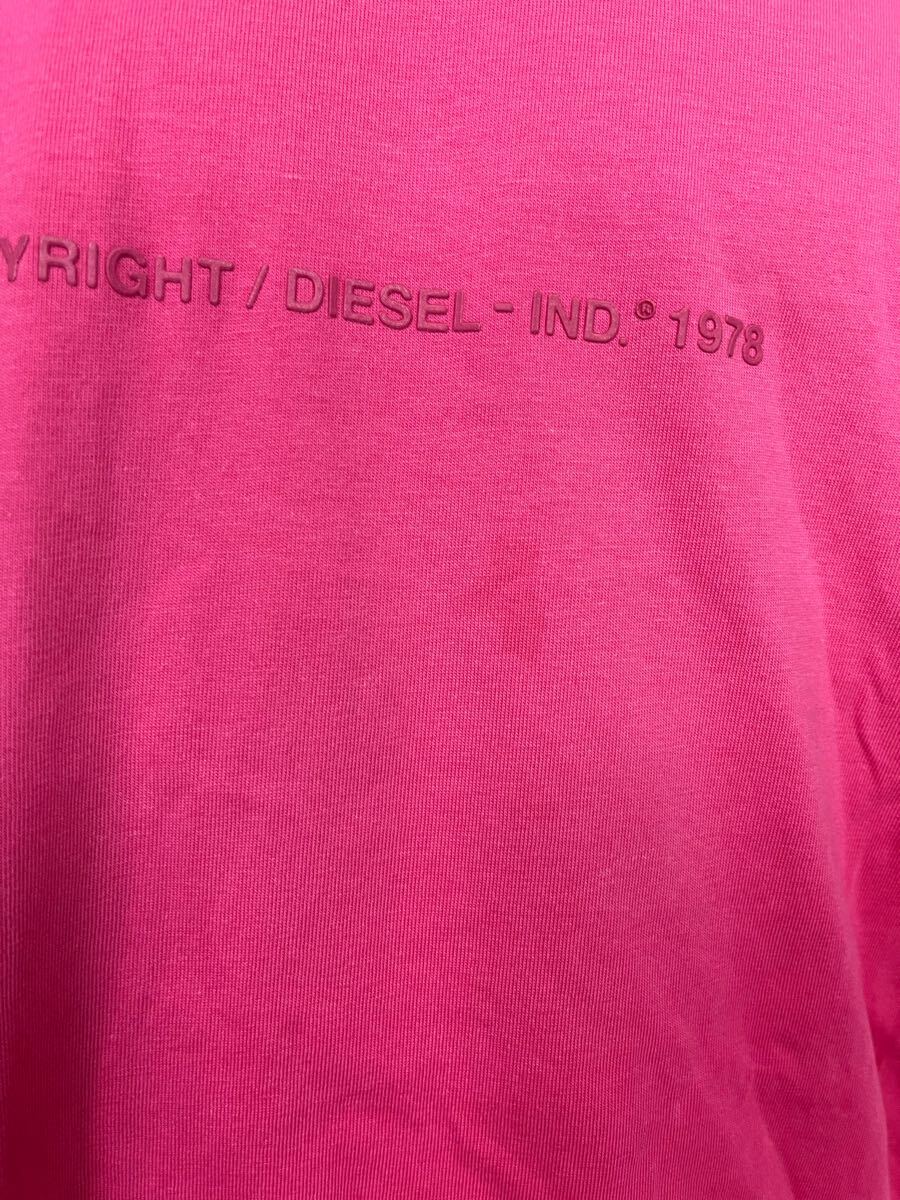 YRIGHT / DIESEL - IND.® 1978